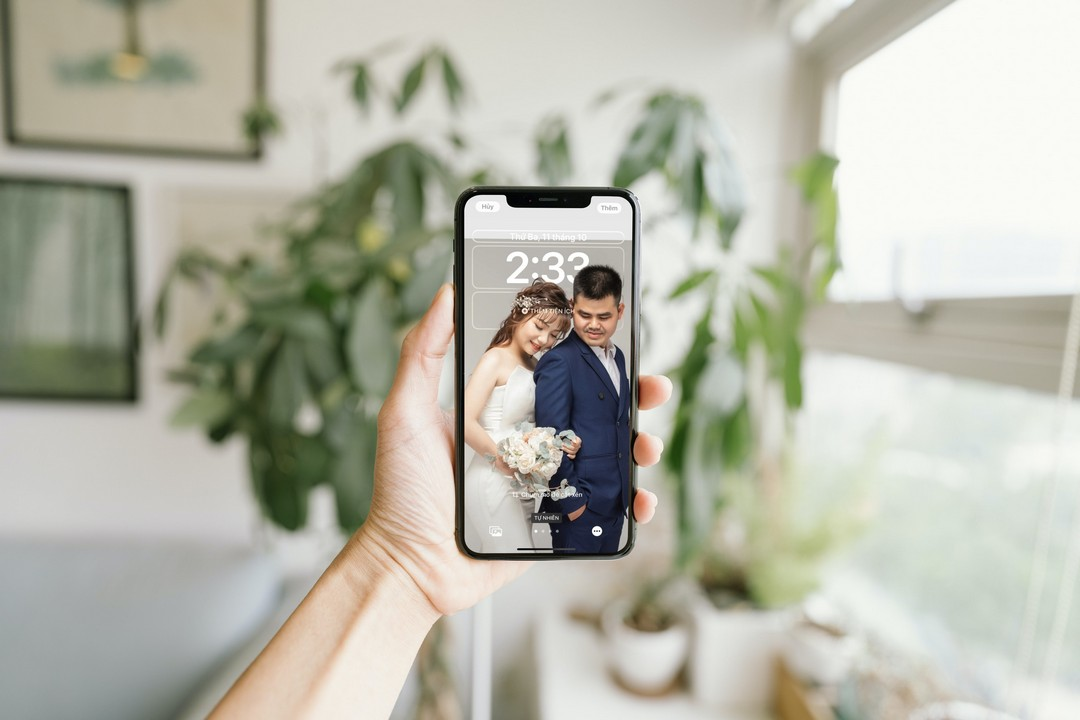 Hủy
Thêm
Thứ Ba, 11 tháng 10
2:33
THÊM TIỆN ÍCH
TỰ NHIÊN